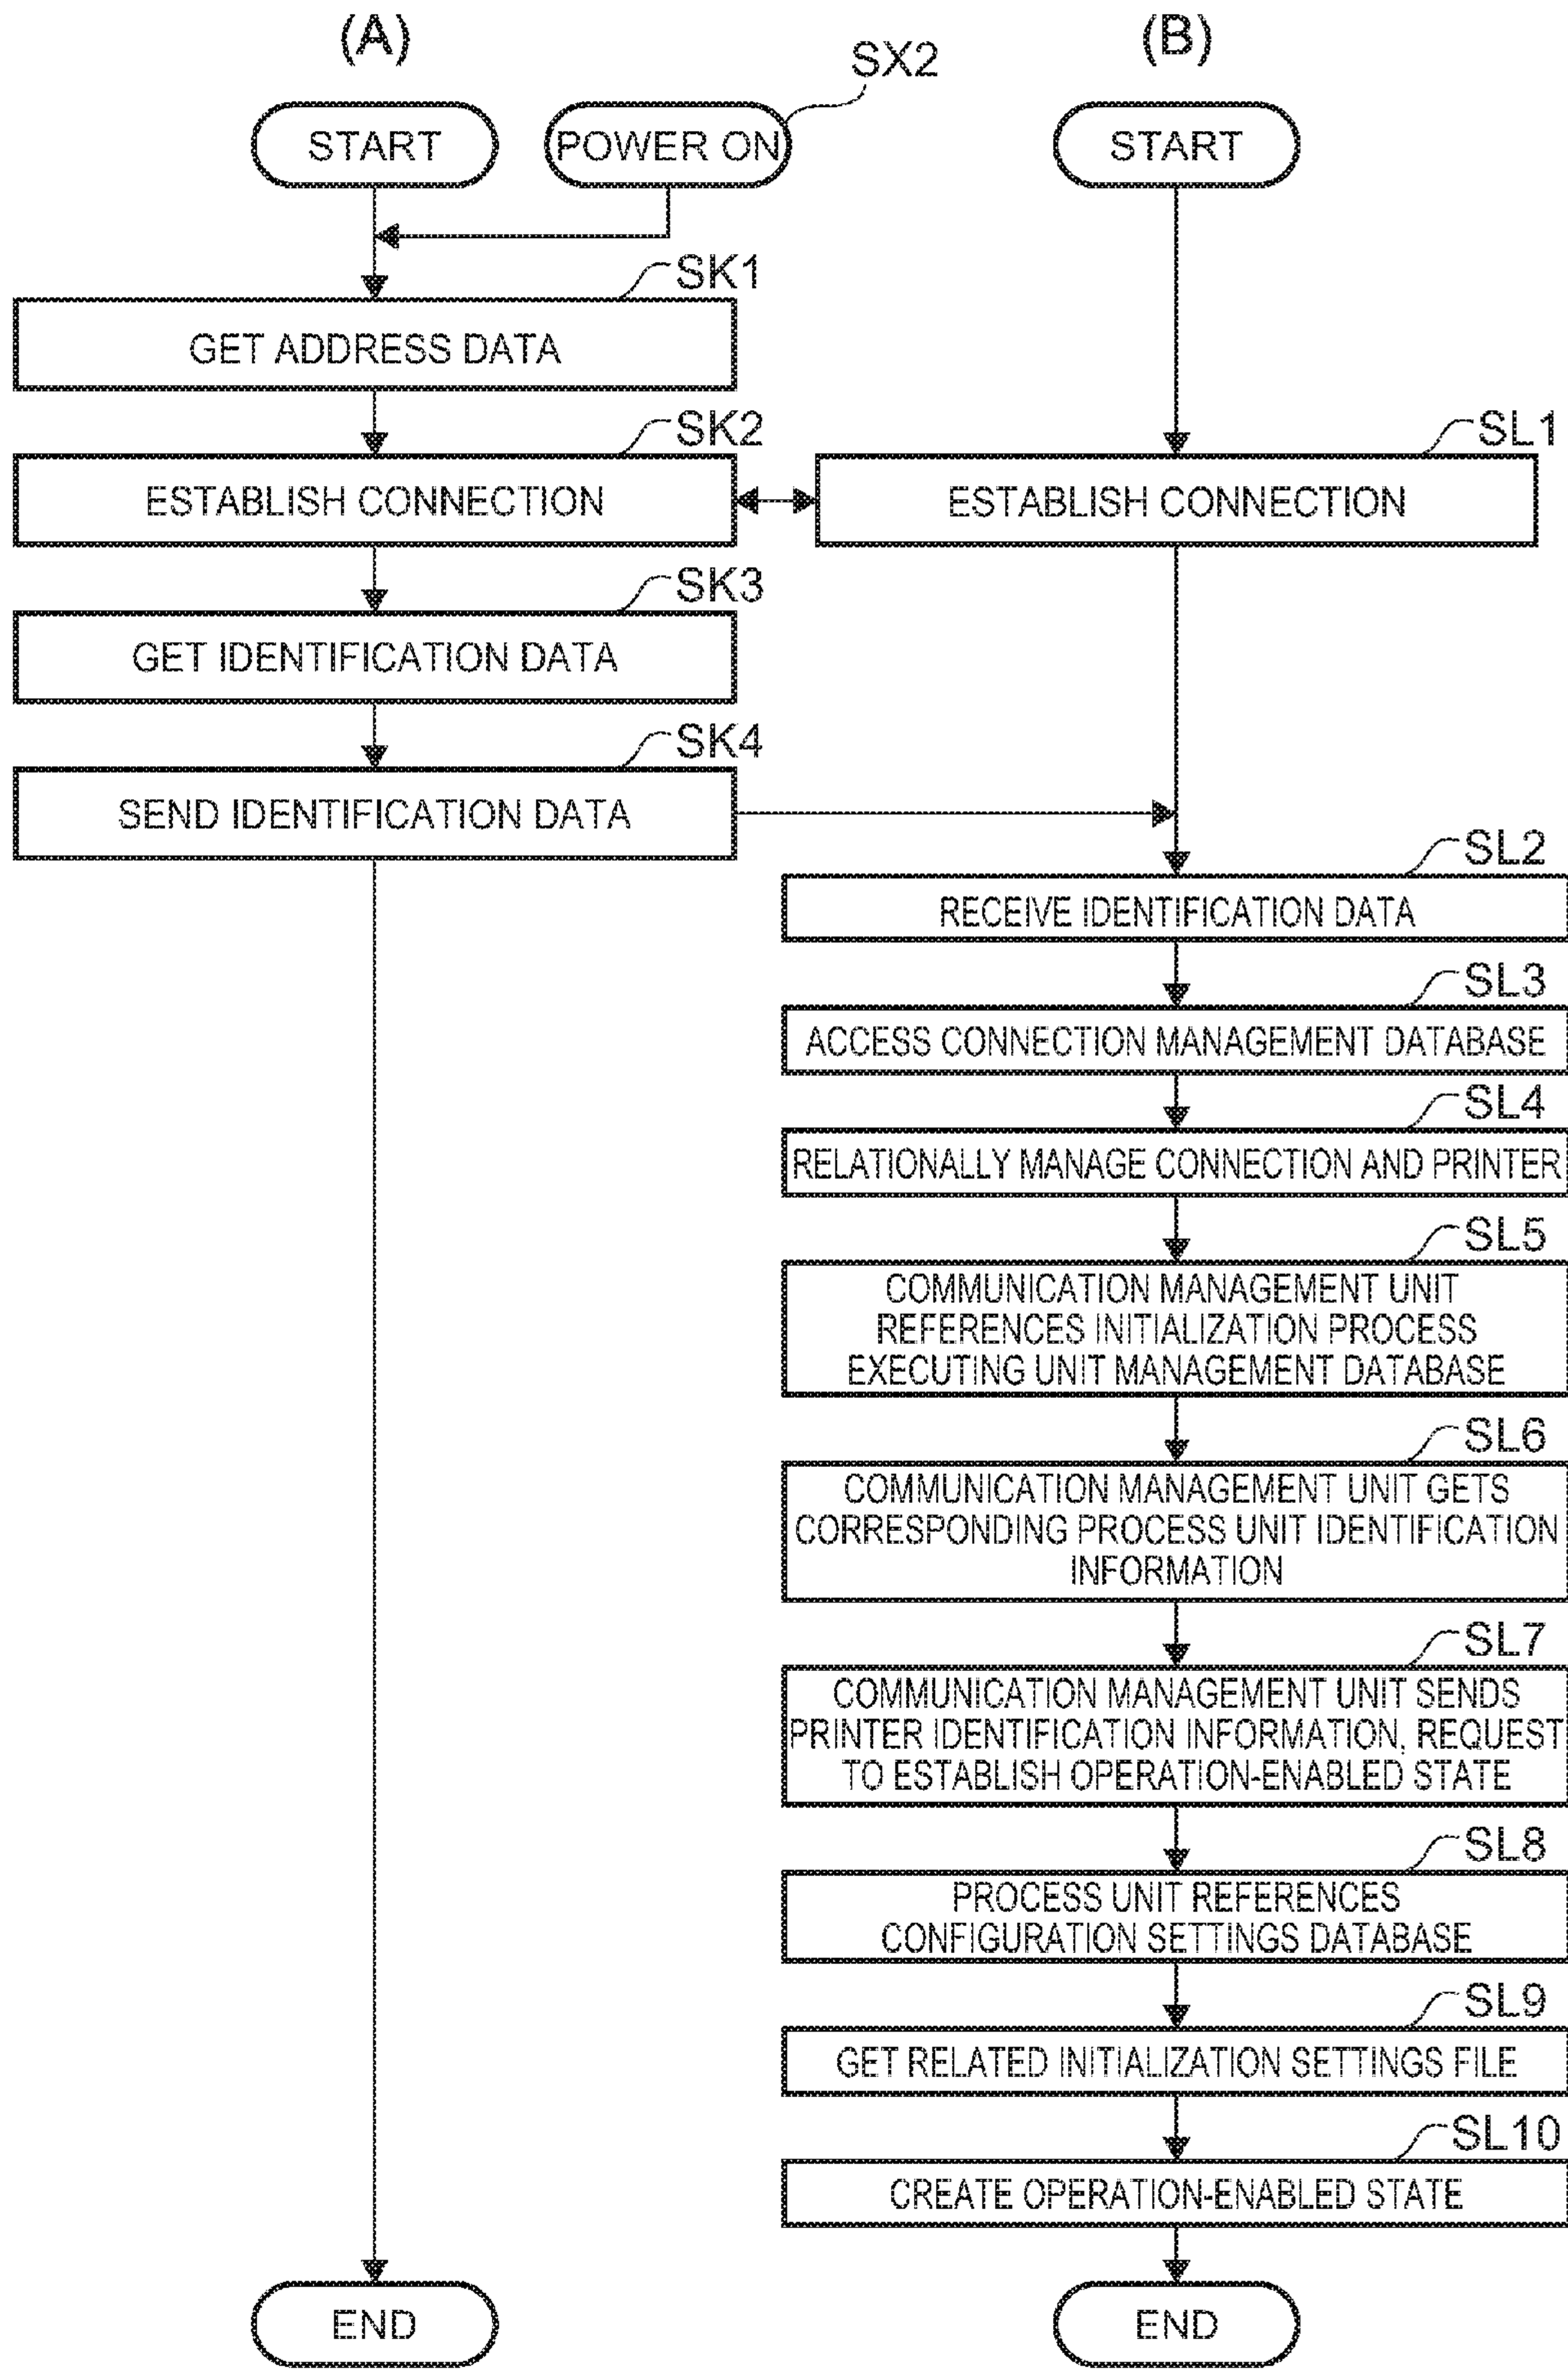 (A)
START
POWER ON
SX2
SK1
GET ADDRESS DATA
SK2
ESTABLISH CONNECTION
SK3
GET IDENTIFICATION DATA
SK4
SEND IDENTIFICATION DATA
END
(B)
START
SL1
ESTABLISH CONNECTION
SL2
RECEIVE IDENTIFICATION DATA
SL3
ACCESS CONNECTION MANAGEMENT DATABASE
SL4
RELATIONALLY MANAGE CONNECTION AND PRINTER
SL5
COMMUNICATION MANAGEMENT UNIT
REFERENCES INITIALIZATION PROCESS
EXECUTING UNIT MANAGEMENT DATABASE
SL6
COMMUNICATION MANAGEMENT UNIT GETS
CORRESPONDING PROCESS UNIT IDENTIFICATION
INFORMATION
SL7
COMMUNICATION MANAGEMENT UNIT SENDS
PRINTER IDENTIFICATION INFORMATION, REQUEST
TO ESTABLISH OPERATION-ENABLED STATE
SL8
PROCESS UNIT REFERENCES
CONFIGURATION SETTINGS DATABASE
SL9
GET RELATED INITIALIZATION SETTINGS FILE
SL10
CREATE OPERATION-ENABLED STATE
END